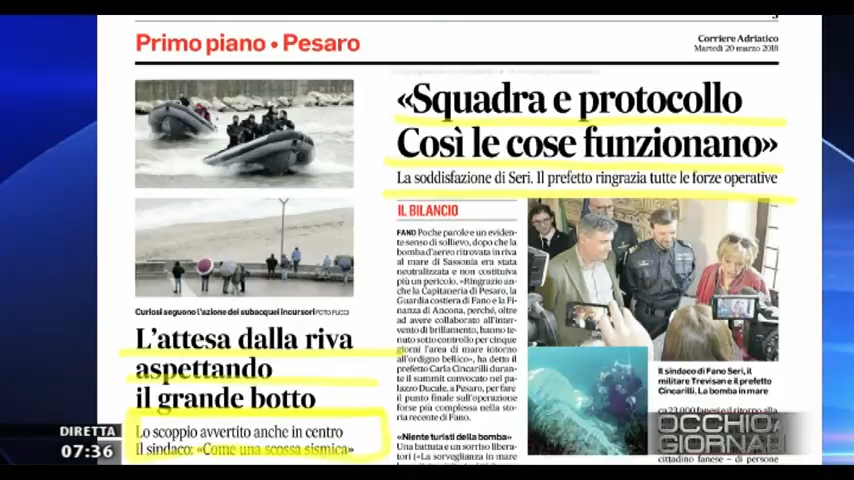 Primo piano • Pesaro
Corriere Adriatico
Martedì 20 marzo 2018
«Squadra e protocollo
Così le cose funzionano»
La soddisfazione di Seri. Il prefetto ringrazia tutte le forze operative
IL BILANCIO
FANO Poche parole e un eviden-
te senso di sollievo, dopo che la
bomba d'aereo ritrovata in riva
al mare di Sassonia era stata
neutralizzata e non costituiva
più un pericolo. «Ringrazio an-
che la Capitaneria di Pesaro, la
Guardia costiera di Fano e la Fi-
nanza di Ancona, perché, oltre
ad avere collaborato all'inter-
vento di brillamento, hanno te-
nuto sotto controllo per cinque
giorni l'area di mare intorno
all'ordigno bellico», ha detto il
prefetto Carla Cincarilli duran-
te il summit convocato nel pa-
lazzo Ducale, a Pesaro, per fare
il punto finale sull'operazione
forse più complessa nella sto-
ria recente di Fano.
«Niente turisti della bomba»
Una battuta e un sorriso libera-
tori («La sorveglianza in mare
Curiosi seguono l'azione dei subacquei incursori FOTO PUCCI
L'attesa dalla riva
aspettando
il grande botto
Lo scoppio avvertito anche in centro
Il sindaco: «Come una scossa sismica»
Il sindaco di Fano Seri, il
militare Trevisan e il prefetto
Cincarilli. La bomba in mare
ca 23.000 fanesi e il ritorno alla
cittadino fanese – di persone
DIRETTA
07:36
OCCHIO
GIORNALI